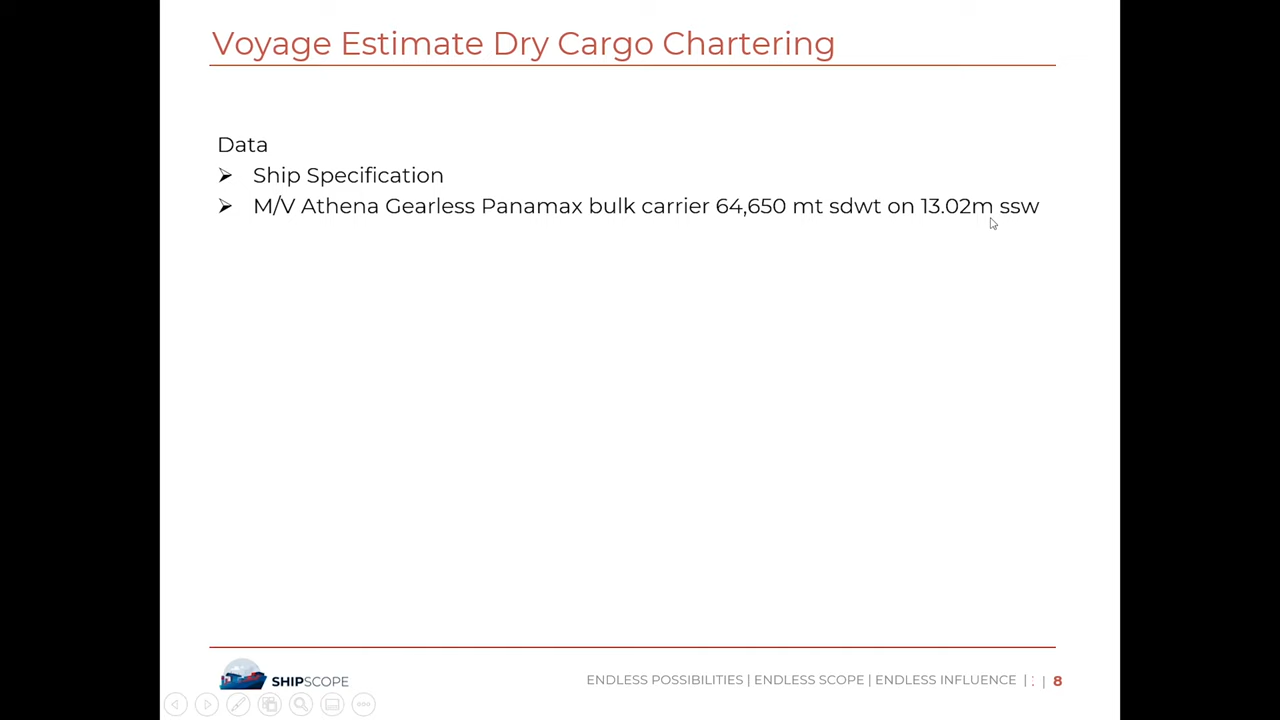 Voyage Estimate Dry Cargo Chartering
Data
Ship Specification
M/V Athena Gearless Panamax bulk carrier 64,650 mt sdwt on 13.02m ssw
SHIPSCOPE
ENDLESS POSSIBILITIES | ENDLESS SCOPE | ENDLESS INFLUENCE | : | 8